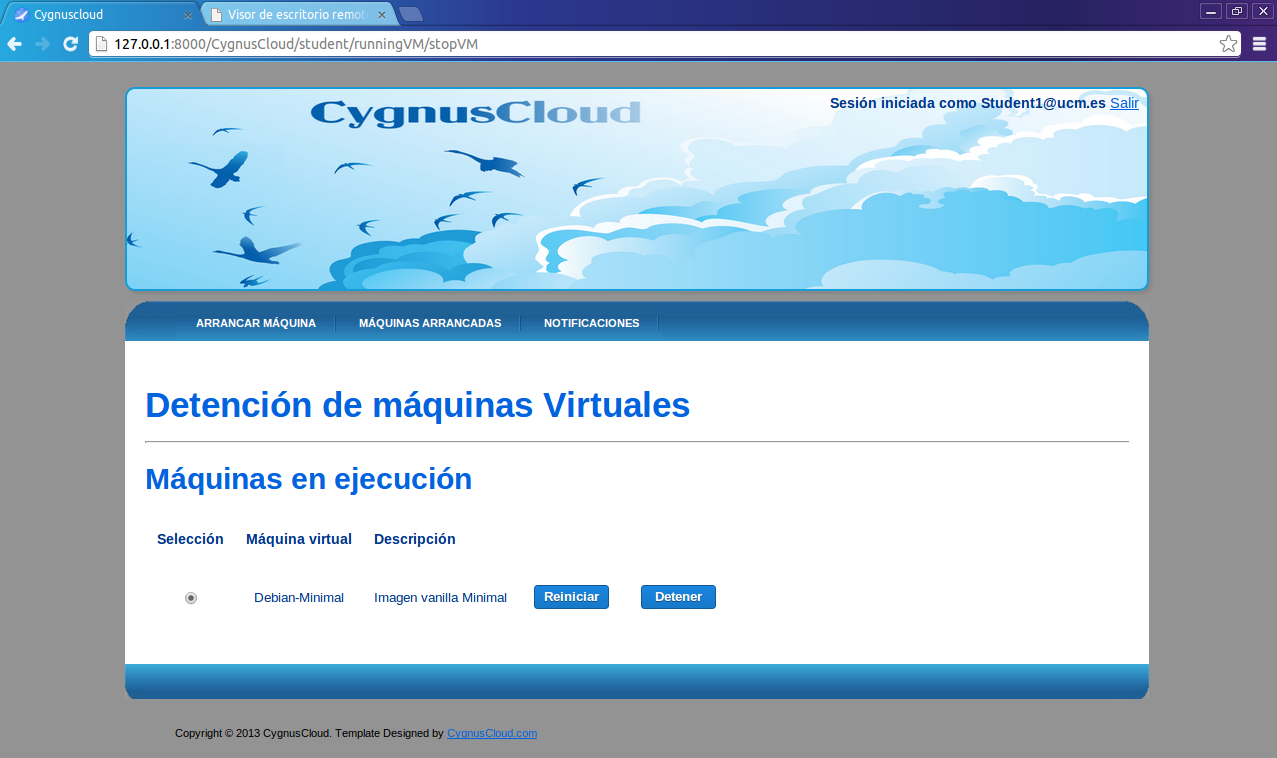 Cygnuscloud
Visor de escritorio remot
127.0.0.1:8000/CygnusCloud/student/runningVM/stopVM
CygnusCloud
Sesión iniciada como Student1@ucm.es Salir
ARRANCAR MÁQUINA
MÁQUINAS ARRANCADAS
NOTIFICACIONES
Detención de máquinas Virtuales
Máquinas en ejecución
Selección Máquina virtual Descripción
Debian-Minimal Imagen vanilla Minimal Reiniciar Detener
Copyright © 2013 CygnusCloud. Template Designed by CygnusCloud.com